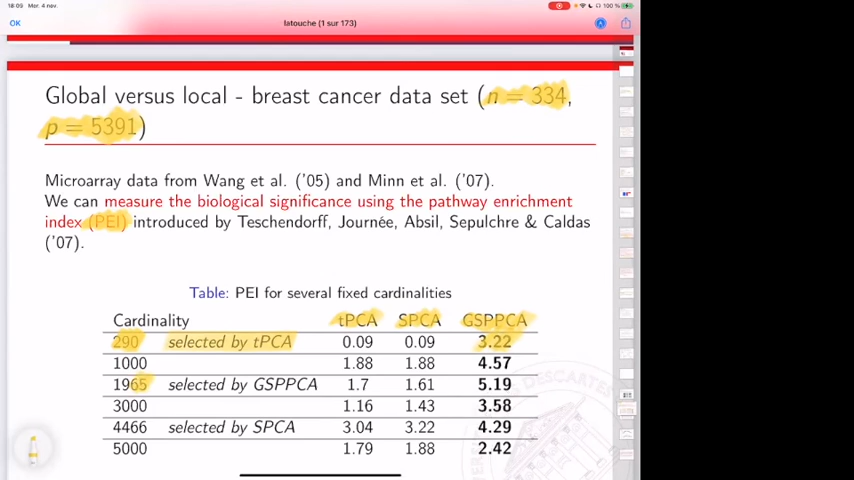 18:05 Mer. 4 nov.
100 %
OK
latouche (1 sur 173)
Global versus local - breast cancer data set (n = 334,
p = 5391)
Microarray data from Wang et al. ('05) and Minn et al. ('07).
We can measure the biological significance using the pathway enrichment
index (PEI) introduced by Teschendorff, Journée, Absil, Sepulchre & Caldas
('07).
Table: PEI for several fixed cardinalities
Cardinality tPCA SPCA GSPPCA
290 selected by tPCA 0.09 0.09 3.22
1000 1.88 1.88 4.57
1965 selected by GSPPCA 1.7 1.61 5.19
3000 1.16 1.43 3.58
4466 selected by SPCA 3.04 3.22 4.29
5000 1.79 1.88 2.42
DESCARTES